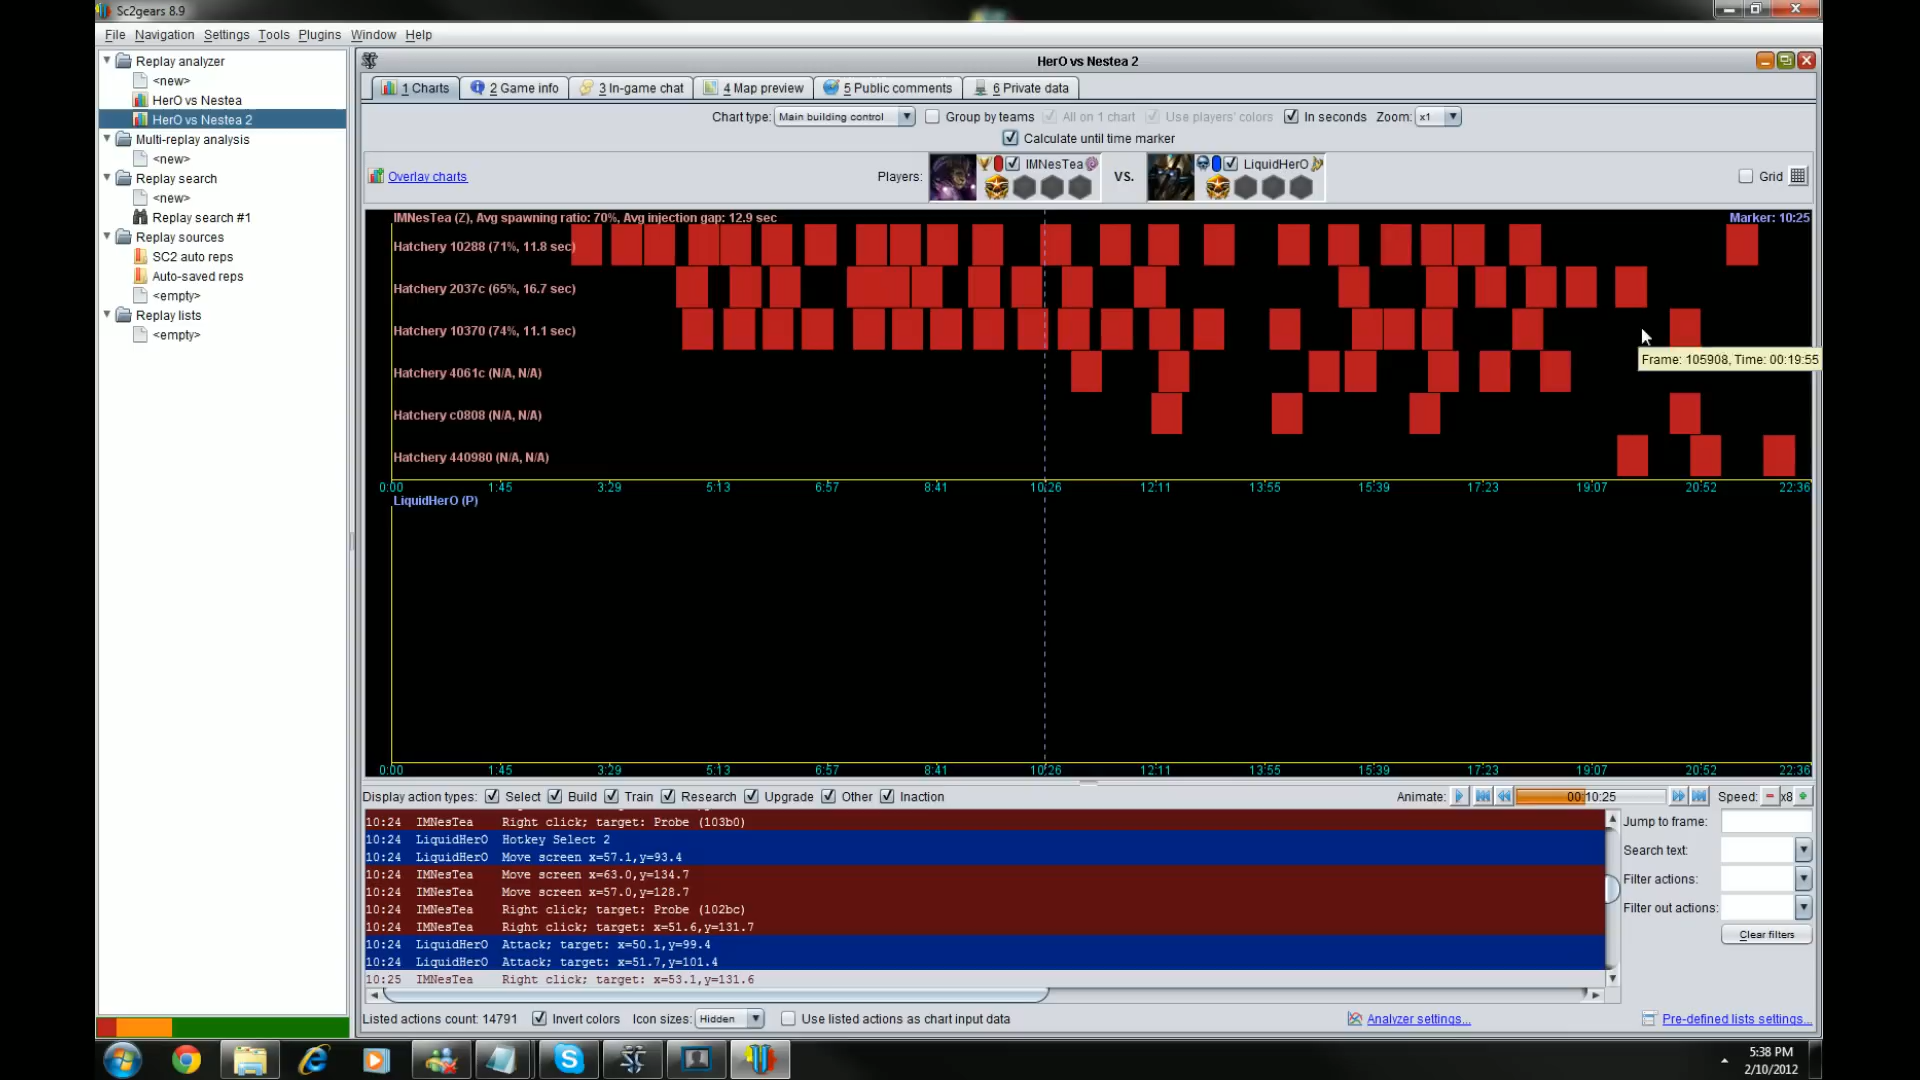 Sc2gears 8.9
File Navigation Settings Tools Plugins Window Help
Replay analyzer
<new>
HerO vs Nestea
HerO vs Nestea 2
Multi-replay analysis
<new>
Replay search
<new>
Replay search #1
Replay sources
SC2 auto reps
Auto-saved reps
<empty>
Replay lists
<empty>
HerO vs Nestea 2
1 Charts 2 Game info 3 In-game chat 4 Map preview 5 Public comments 6 Private data
Chart type: Main building control Group by teams All on 1 chart Use players' colors In seconds Zoom: x1
Calculate until time marker
Overlay charts Players: IMNesTea VS. LiquidHerO Grid
IMNesTea (Z), Avg spawning ratio: 70%, Avg injection gap: 12.9 sec Marker: 10:25
Hatchery 10288 (71%, 11.8 sec)
Hatchery 2037c (65%, 16.7 sec)
Hatchery 10370 (74%, 11.1 sec)
Frame: 105908, Time: 00:19:55
Hatchery 4061c (N/A, N/A)
Hatchery c0808 (N/A, N/A)
Hatchery 440980 (N/A, N/A)
0:00 1:45 3:29 5:13 6:57 8:41 10:26 12:11 13:55 15:39 17:23 19:07 20:52 22:36
LiquidHerO (P)
0:00 1:45 3:29 5:13 6:57 8:41 10:26 12:11 13:55 15:39 17:23 19:07 20:52 22:36
Display action types: Select Build Train Research Upgrade Other Inaction Animate: 00:10:25 Speed: x8
10:24 IMNesTea Right click; target: Probe (103b0)
10:24 LiquidHerO Hotkey Select 2
10:24 LiquidHerO Move screen x=57.1,y=93.4
10:24 IMNesTea Move screen x=63.0,y=134.7
10:24 IMNesTea Move screen x=57.0,y=128.7
10:24 IMNesTea Right click; target: Probe (102bc)
10:24 IMNesTea Right click; target: x=51.6,y=131.7
10:24 LiquidHerO Attack; target: x=50.1,y=99.4
10:24 LiquidHerO Attack; target: x=51.7,y=101.4
10:25 IMNesTea Right click; target: x=53.1,y=131.6
Jump to frame:
Search text:
Filter actions:
Filter out actions:
Clear filters
Listed actions count: 14791 Invert colors Icon sizes: Hidden Use listed actions as chart input data Analyzer settings... Pre-defined lists settings...
5:38 PM
2/10/2012